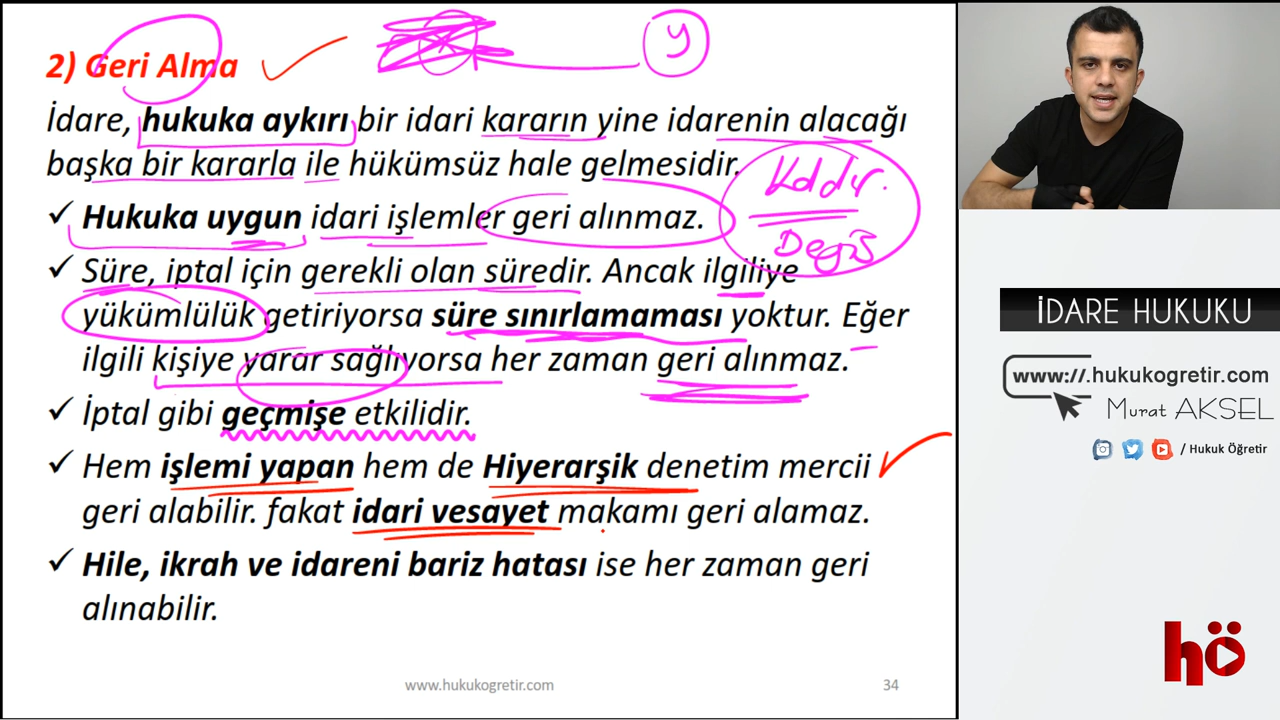 2) Geri Alma
y
İdare, hukuka aykırı bir idari kararın yine idarenin alacağı
başka bir kararla ile hükümsüz hale gelmesidir.
Kaldır.
Değiş
✓ Hukuka uygun idari işlemler geri alınmaz.
✓ Süre, iptal için gerekli olan süredir. Ancak ilgiliye
yükümlülük getiriyorsa süre sınırlamaması yoktur. Eğer
ilgili kişiye yarar sağlıyorsa her zaman geri alınmaz.
✓ İptal gibi geçmişe etkilidir.
✓ Hem işlemi yapan hem de Hiyerarşik denetim mercii
geri alabilir. fakat idari vesayet makamı geri alamaz.
✓ Hile, ikrah ve idareni bariz hatası ise her zaman geri
alınabilir.
www.hukukogretir.com
34
İDARE HUKUKU
www://.hukukogretir.com
Murat AKSEL
/ Hukuk Öğretir
hö